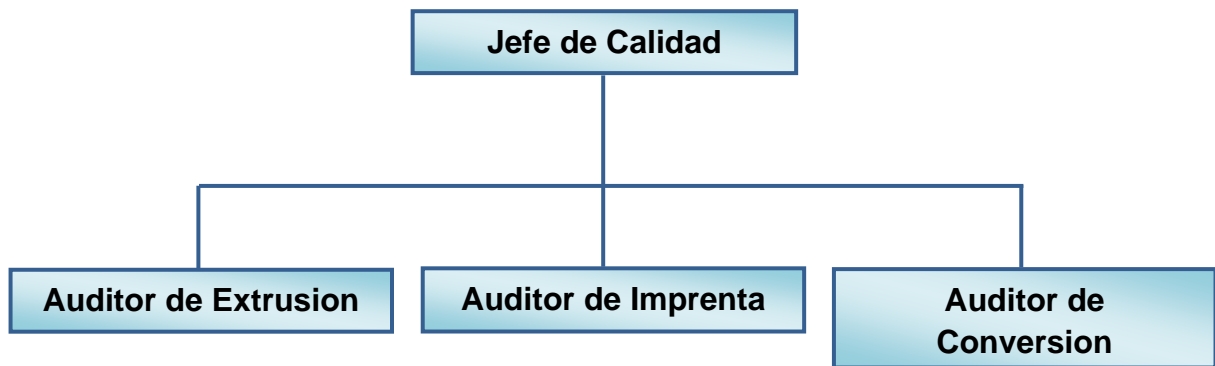 Jefe de Calidad
Auditor de Extrusion
Auditor de Imprenta
Auditor de
Conversion